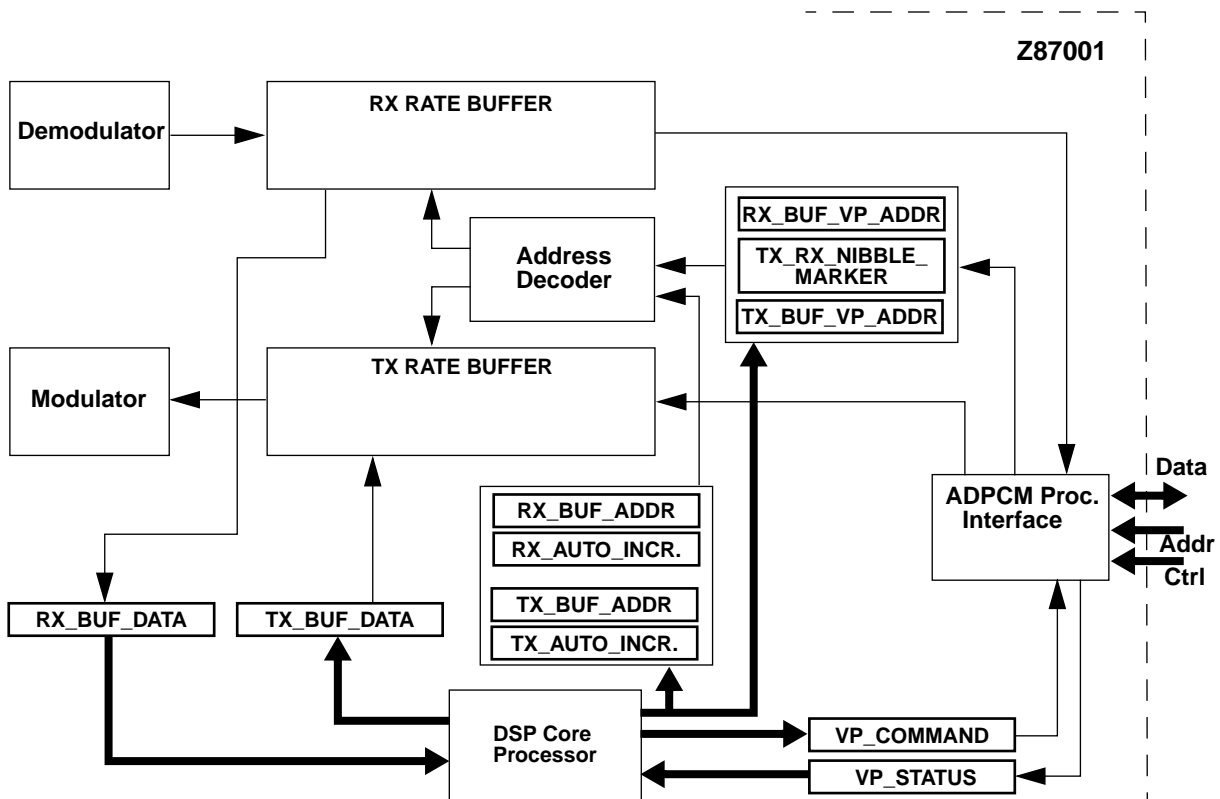 Z87001
RX RATE BUFFER
Demodulator
RX_BUF_VP_ADDR
TX_RX_NIBBLE_
MARKER
TX_BUF_VP_ADDR
Address
Decoder
TX RATE BUFFER
Modulator
ADPCM Proc.
Interface
Data
Addr
Ctrl
RX_BUF_ADDR
RX_AUTO_INCR.
TX_BUF_ADDR
TX_AUTO_INCR.
RX_BUF_DATA
TX_BUF_DATA
DSP Core
Processor
VP_COMMAND
VP_STATUS